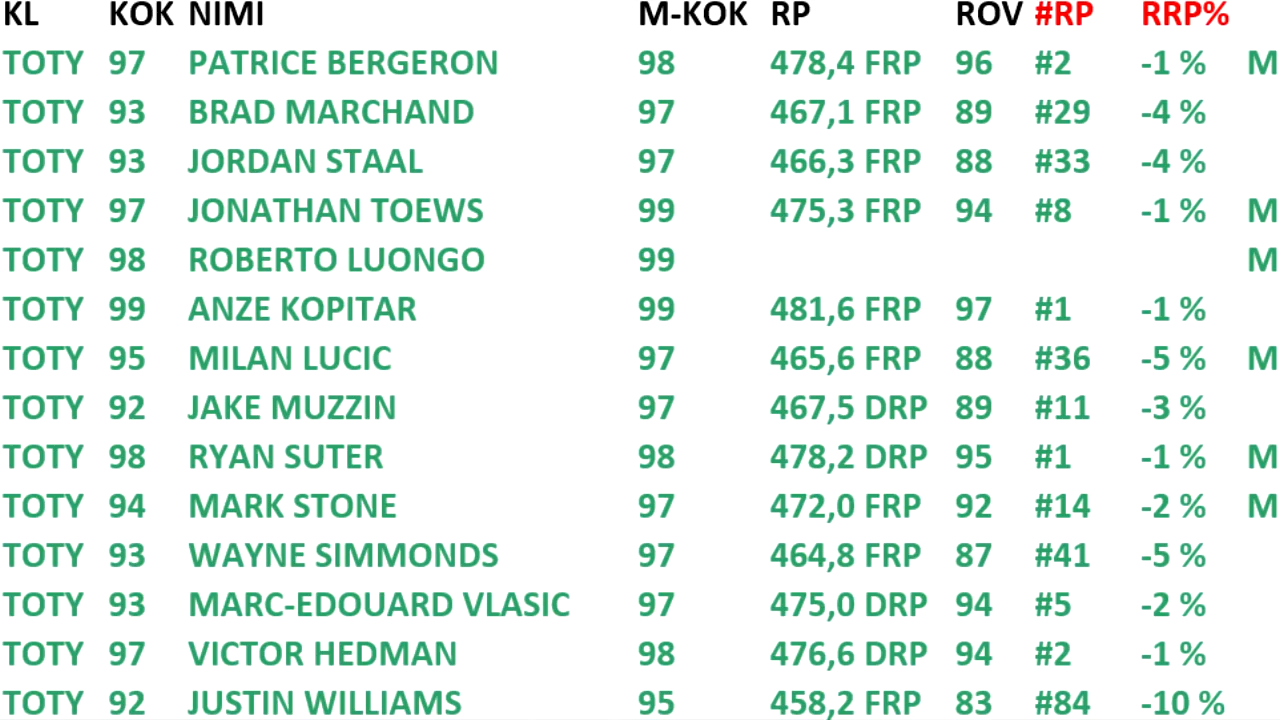 KL KOK NIMI M-KOK RP ROV #RP RRP%
TOTY 97 PATRICE BERGERON 98 478,4 FRP 96 #2 -1 % M
TOTY 93 BRAD MARCHAND 97 467,1 FRP 89 #29 -4 %
TOTY 93 JORDAN STAAL 97 466,3 FRP 88 #33 -4 %
TOTY 97 JONATHAN TOEWS 99 475,3 FRP 94 #8 -1 % M
TOTY 98 ROBERTO LUONGO 99 M
TOTY 99 ANZE KOPITAR 99 481,6 FRP 97 #1 -1 %
TOTY 95 MILAN LUCIC 97 465,6 FRP 88 #36 -5 % M
TOTY 92 JAKE MUZZIN 97 467,5 DRP 89 #11 -3 %
TOTY 98 RYAN SUTER 98 478,2 DRP 95 #1 -1 % M
TOTY 94 MARK STONE 97 472,0 FRP 92 #14 -2 % M
TOTY 93 WAYNE SIMMONDS 97 464,8 FRP 87 #41 -5 %
TOTY 93 MARC-EDOUARD VLASIC 97 475,0 DRP 94 #5 -2 %
TOTY 97 VICTOR HEDMAN 98 476,6 DRP 94 #2 -1 %
TOTY 92 JUSTIN WILLIAMS 95 458,2 FRP 83 #84 -10 %